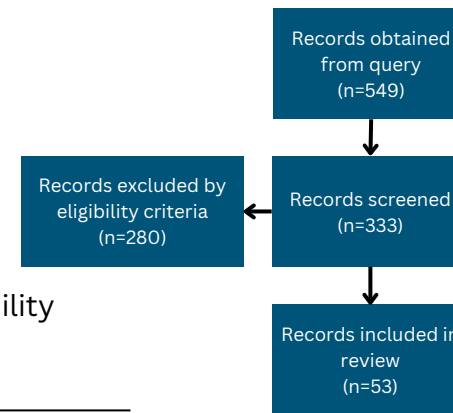 Records obtained
from query
(n=549)
Records excluded by
eligibility criteria
(n=280)
Records screened
(n=333)
ility
Records included in
review
(n=53)